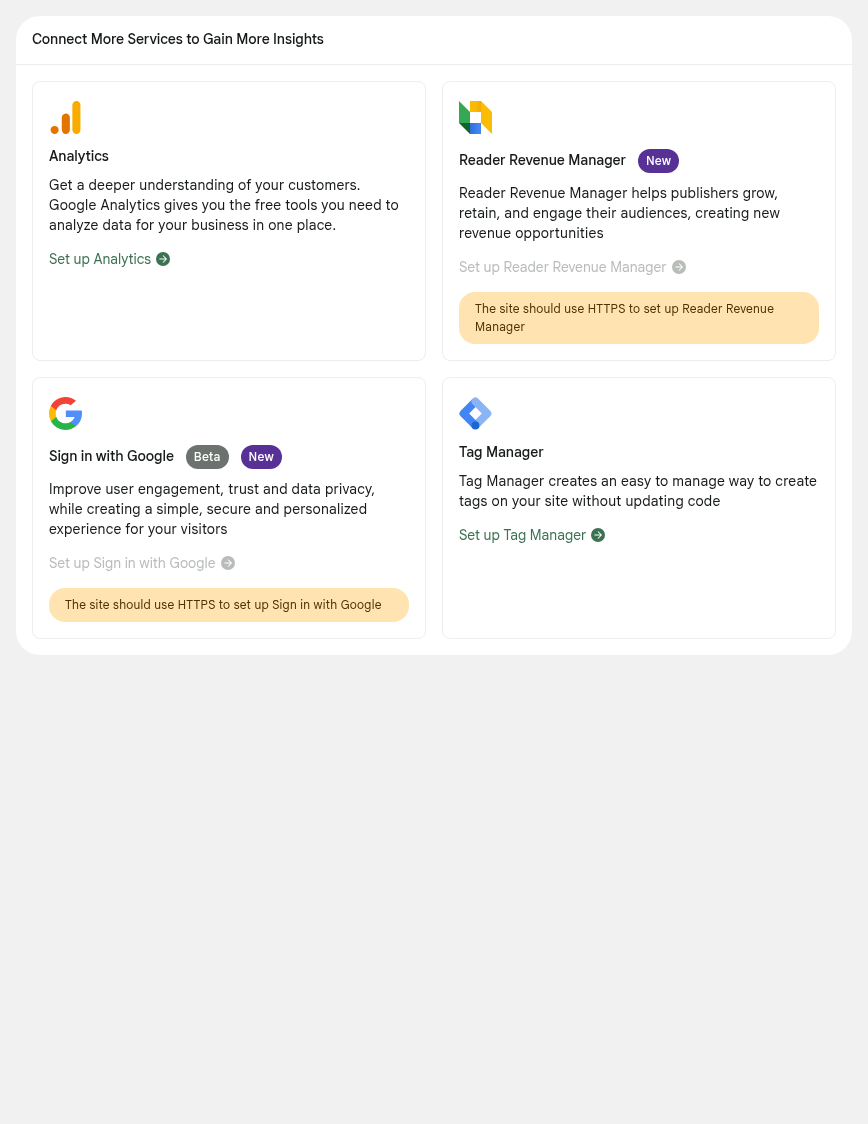 Connect More Services to Gain More Insights
Analytics
Get a deeper understanding of your customers.
Google Analytics gives you the free tools you need to
analyze data for your business in one place.
Set up Analytics
Reader Revenue Manager New
Reader Revenue Manager helps publishers grow,
retain, and engage their audiences, creating new
revenue opportunities
Set up Reader Revenue Manager
The site should use HTTPS to set up Reader Revenue
Manager
Sign in with Google Beta New
Improve user engagement, trust and data privacy,
while creating a simple, secure and personalized
experience for your visitors
Set up Sign in with Google
The site should use HTTPS to set up Sign in with Google
Tag Manager
Tag Manager creates an easy to manage way to create
tags on your site without updating code
Set up Tag Manager